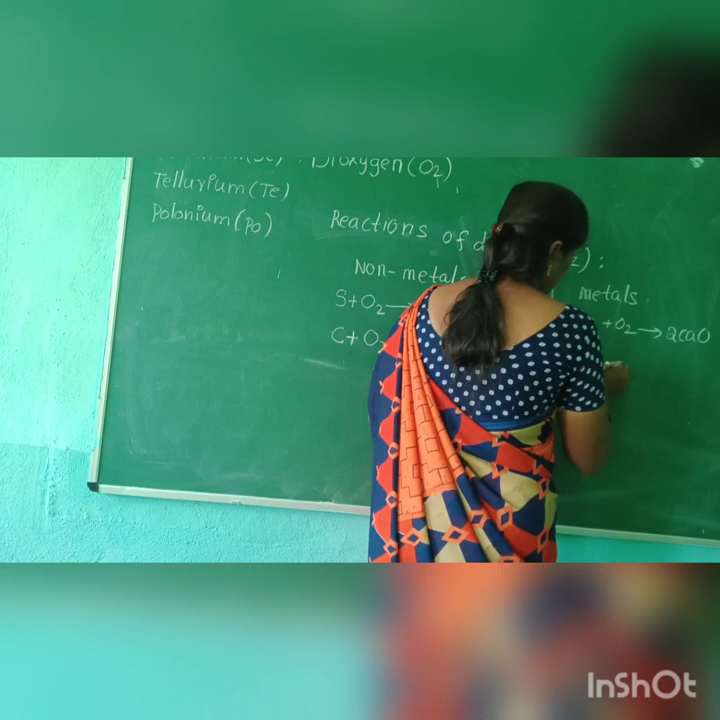 Dioxygen(O2)
Tellurium(Te)
Polonium(Po)
Reactions of
Non-metals
metals.
S+O2→
+O2→2CaO
C+O2
InShOt